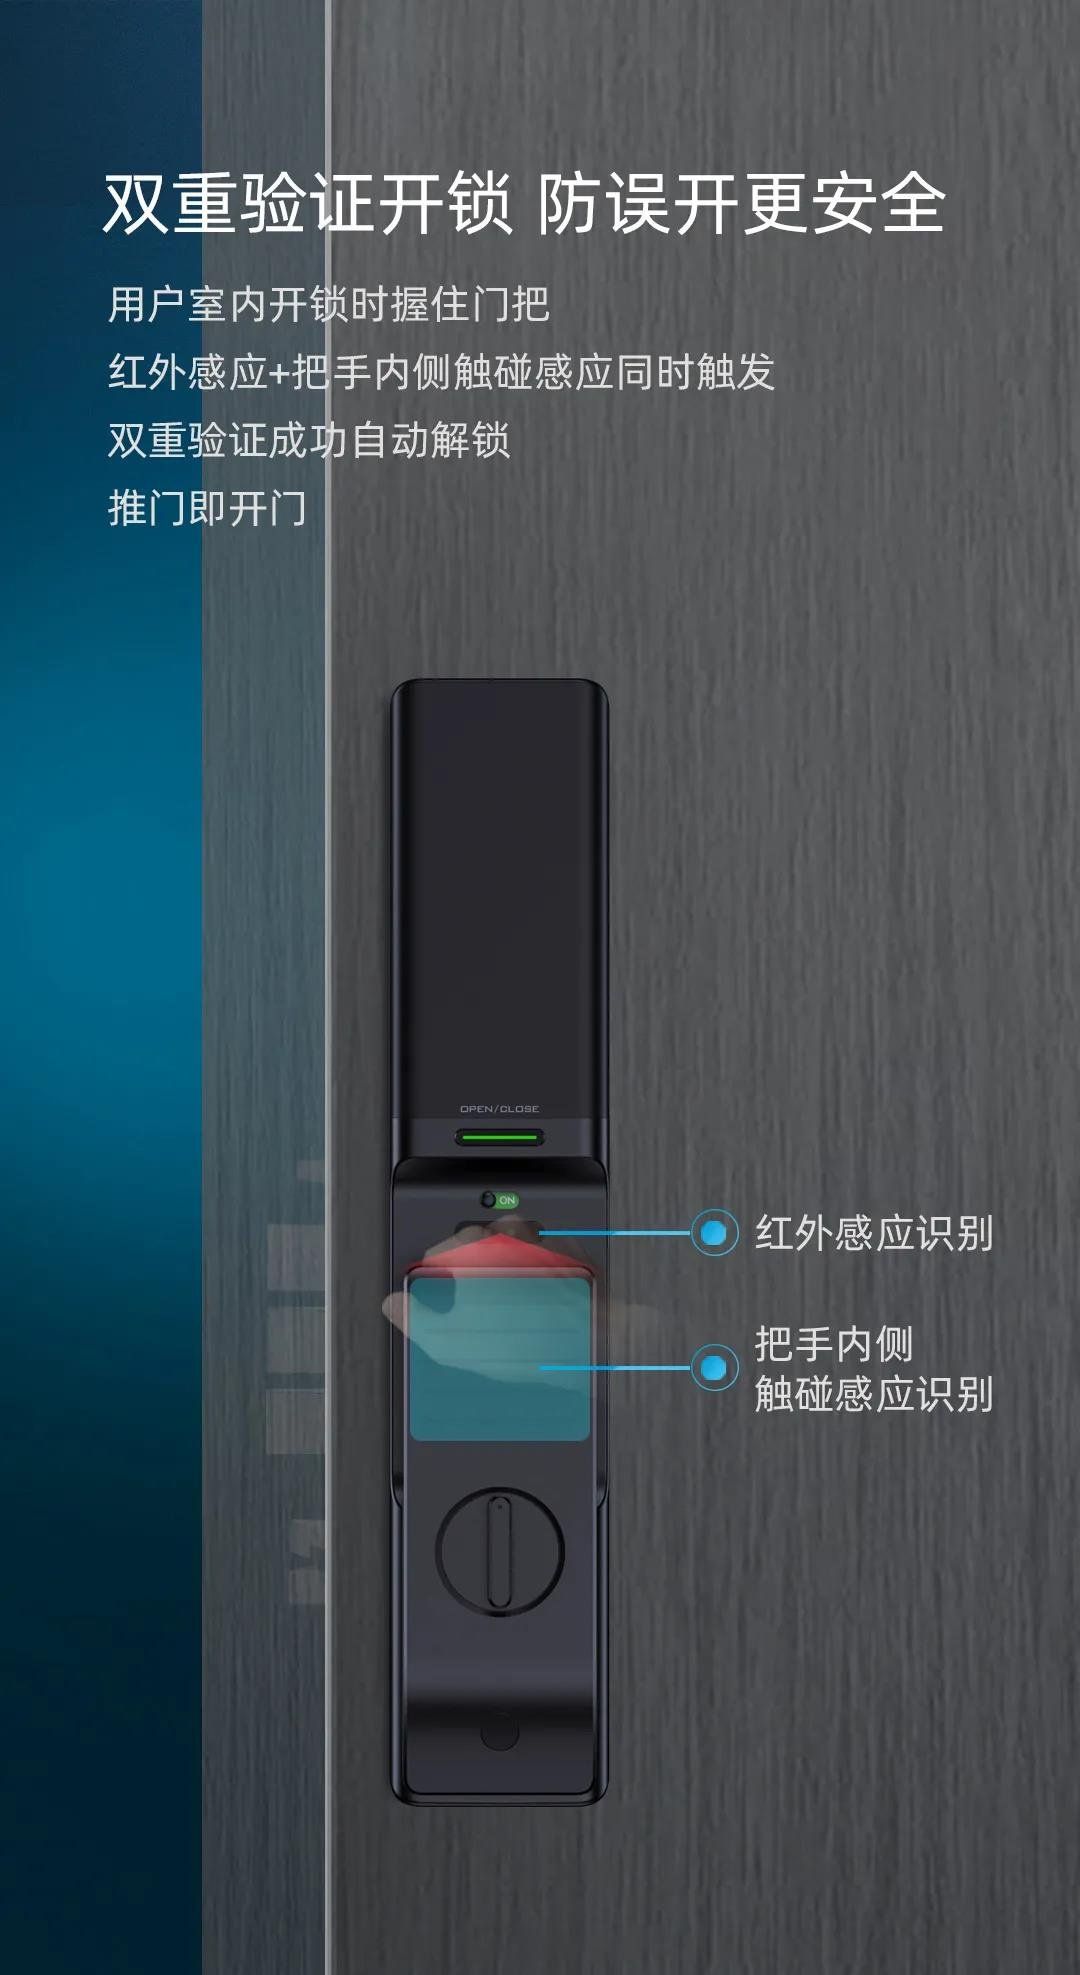 双重验证开锁 防误开更安全
用户室内开锁时握住门把
红外感应+把手内侧触碰感应同时触发
双重验证成功自动解锁
推门即开门
OPEN/CLOSE
ON
红外感应识别
把手内侧
触碰感应识别